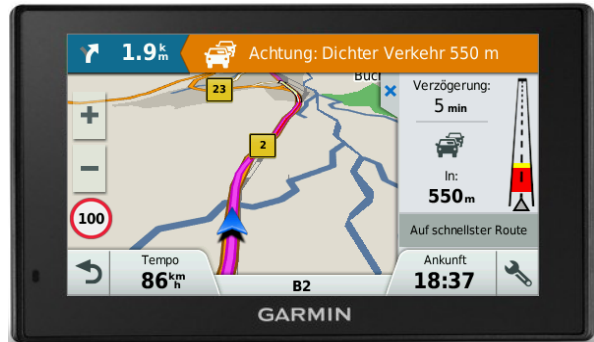 1.9 k m
Achtung: Dichter Verkehr 550 m
23
2
Verzögerung:
5 min
In:
550 m
Auf schnellster Route
100
Tempo
86 km h
B2
Ankunft
18:37
GARMIN